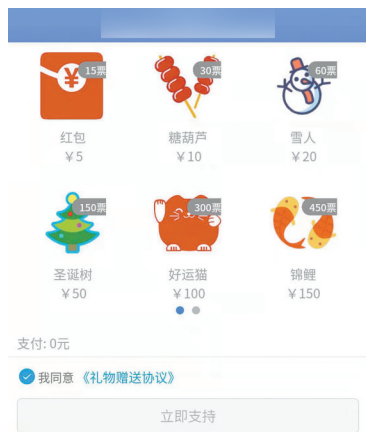 15票 30票 60票
红包 糖葫芦 雪人
￥5 ￥10 ￥20
150票 300票 450票
圣诞树 好运猫 锦鲤
￥50 ￥100 ￥150
支付: 0元
我同意 《礼物赠送协议》
立即支持